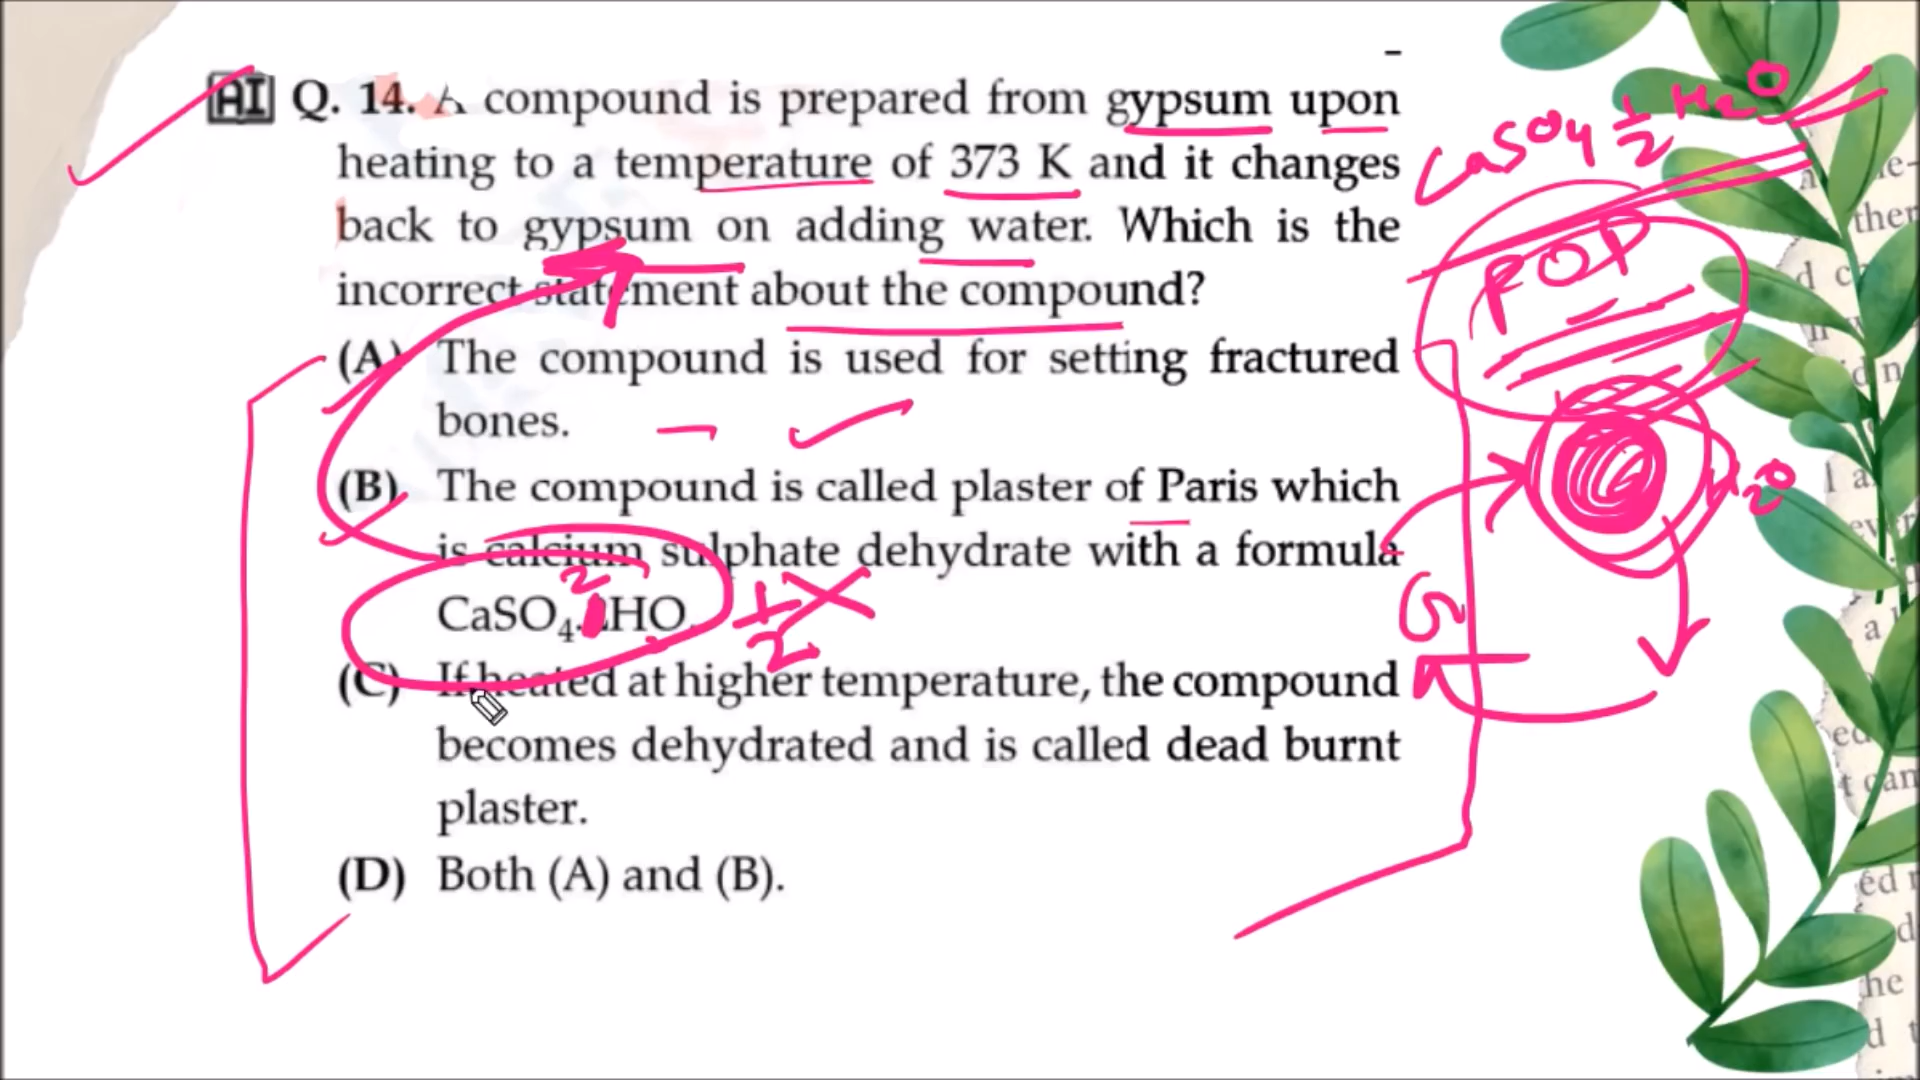 AI Q. 14. A compound is prepared from gypsum upon
heating to a temperature of 373 K and it changes
back to gypsum on adding water. Which is the
incorrect statement about the compound?
(A) The compound is used for setting fractured
bones.
(B) The compound is called plaster of Paris which
is calcium sulphate dehydrate with a formula
CaSO4.2HO.
(C) If heated at higher temperature, the compound
becomes dehydrated and is called dead burnt
plaster.
(D) Both (A) and (B).
CaSO4 1/2 H2O
POP
H2O
G
2
1/2